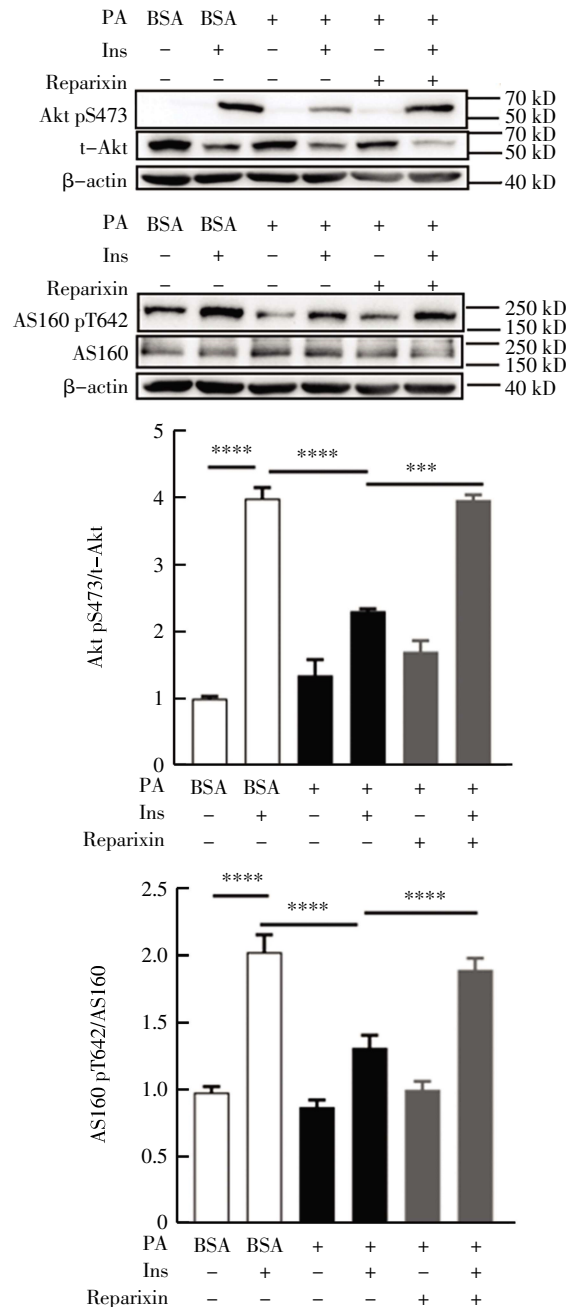 PA BSA BSA + + + +
Ins − + − + − +
Reparixin − − − − + +
Akt pS473 70 kD
50 kD
t−Akt 70 kD
50 kD
β−actin 40 kD
PA BSA BSA + + + +
Ins − + − + − +
Reparixin − − − − + +
AS160 pT642 250 kD
150 kD
AS160 250 kD
150 kD
β−actin 40 kD
5
**** **** ***
4
3
2
1
0
Akt pS473/t−Akt
PA BSA BSA + + + +
Ins − + − + − +
Reparixin − − − − + +
2.5
**** **** ****
2.0
1.5
1.0
0.5
0
AS160 pT642/AS160
PA BSA BSA + + + +
Ins − + − + − +
Reparixin − − − − + +